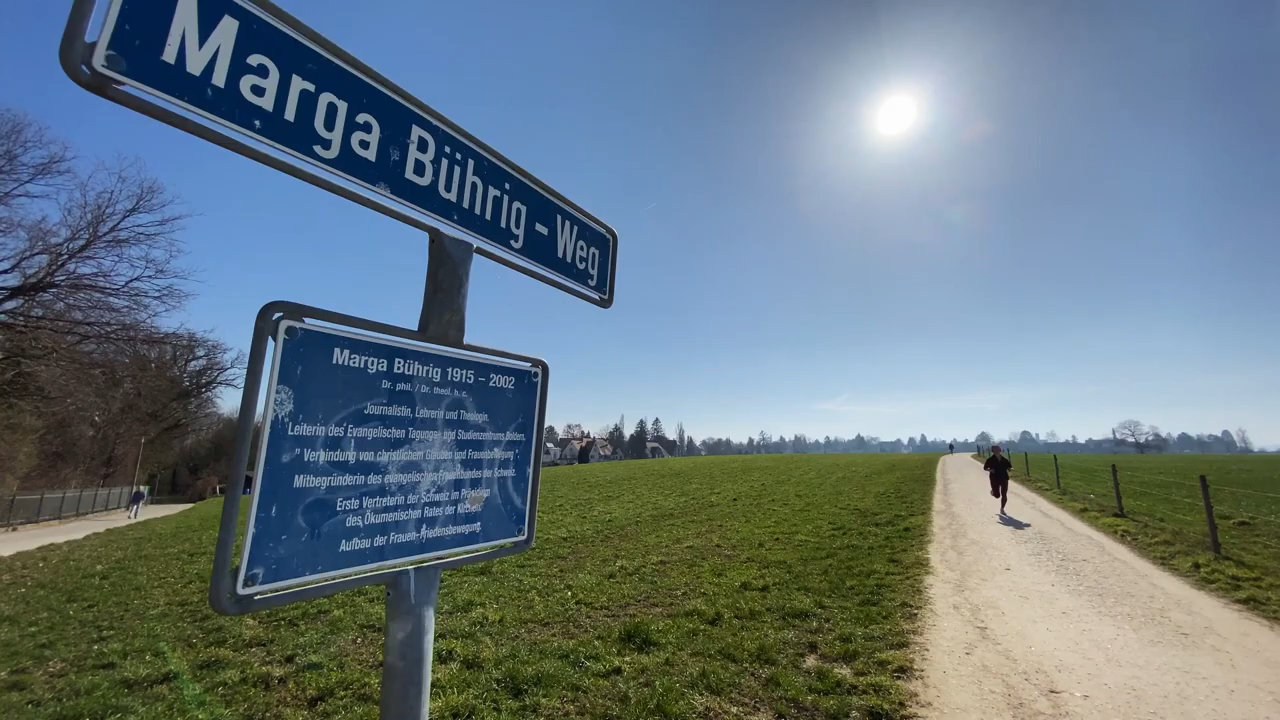 Marga Bührig - Weg
Marga Bührig 1915 – 2002
Dr. phil. / Dr. theol. h. c.
Journalistin, Lehrerin und Theologin.
Leiterin des Evangelischen Tagungs- und Studienzentrums Boldern.
" Verbindung von christlichem Glauben und Frauenbewegung ".
Mitbegründerin des evangelischen Frauenbundes der Schweiz.
Erste Vertreterin der Schweiz im Präsidium
des Ökumenischen Rates der Kirchen.
Aufbau der Frauen-Friedensbewegung.